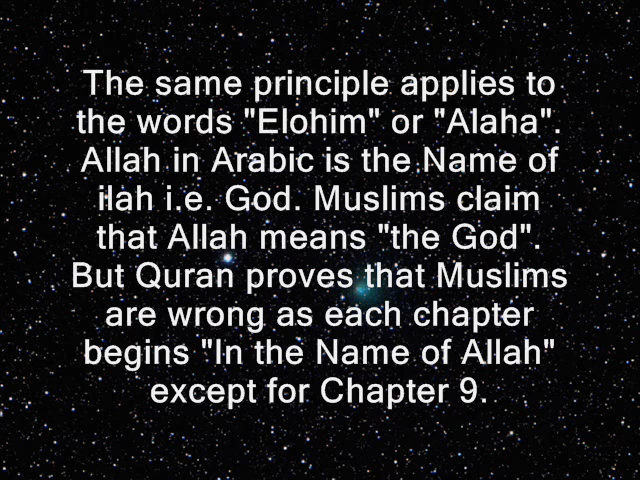 The same principle applies to
the words "Elohim" or "Alaha".
Allah in Arabic is the Name of
ilah i.e. God. Muslims claim
that Allah means "the God".
But Quran proves that Muslims
are wrong as each chapter
begins "In the Name of Allah"
except for Chapter 9.